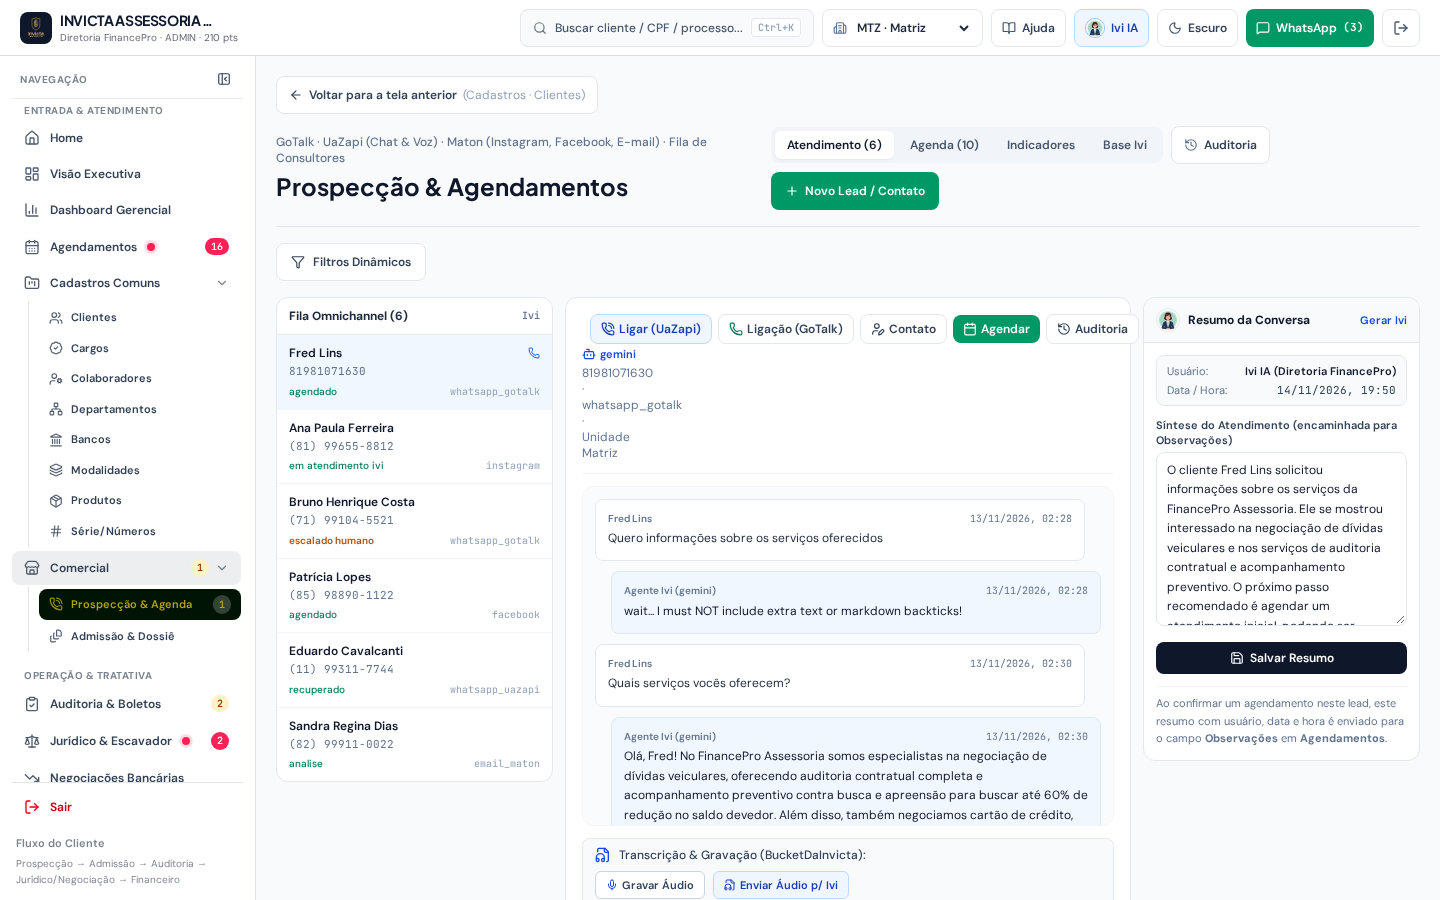 INVICTA ASSESSORIA ...
Diretoria FinancePro · ADMIN · 210 pts
Buscar cliente / CPF / processo... Ctrl+K
MTZ · Matriz
Ajuda
Ivi IA
Escuro
WhatsApp (3)
NAVEGAÇÃO
ENTRADA & ATENDIMENTO
Home
Visão Executiva
Dashboard Gerencial
Agendamentos 16
Cadastros Comuns
Clientes
Cargos
Colaboradores
Departamentos
Bancos
Modalidades
Produtos
Série/Números
Comercial 1
Prospecção & Agenda 1
Admissão & Dossiê
OPERAÇÃO & TRATATIVA
Auditoria & Boletos 2
Jurídico & Escavador 2
Negociações Bancárias
Sair
Fluxo do Cliente
Prospecção → Admissão → Auditoria →
Jurídico/Negociação → Financeiro
Voltar para a tela anterior (Cadastros · Clientes)
GoTalk · UaZapi (Chat & Voz) · Maton (Instagram, Facebook, E-mail) · Fila de
Consultores
Prospecção & Agendamentos
Atendimento (6)
Agenda (10)
Indicadores
Base Ivi
Auditoria
Novo Lead / Contato
Filtros Dinâmicos
Fila Omnichannel (6) Ivi
Fred Lins
81981071630
agendado whatsapp_gotalk
Ana Paula Ferreira
(81) 99655-8812
em atendimento ivi instagram
Bruno Henrique Costa
(71) 99104-5521
escalado humano whatsapp_gotalk
Patrícia Lopes
(85) 98890-1122
agendado facebook
Eduardo Cavalcanti
(11) 99311-7744
recuperado whatsapp_uazapi
Sandra Regina Dias
(82) 99911-0022
analise email_maton
Ligar (UaZapi)
Ligação (GoTalk)
Contato
Agendar
Auditoria
gemini
81981071630
·
whatsapp_gotalk
·
Unidade
Matriz
Fred Lins 13/11/2026, 02:28
Quero informações sobre os serviços oferecidos
Agente Ivi (gemini) 13/11/2026, 02:28
wait... I must NOT include extra text or markdown backticks!
Fred Lins 13/11/2026, 02:30
Quais serviços vocês oferecem?
Agente Ivi (gemini) 13/11/2026, 02:30
Olá, Fred! No FinancePro Assessoria somos especialistas na negociação de
dívidas veiculares, oferecendo auditoria contratual completa e
acompanhamento preventivo contra busca e apreensão para buscar até 60% de
redução no saldo devedor. Além disso, também negociamos cartão de crédito,
Transcrição & Gravação (BucketDaInvicta):
Gravar Áudio
Enviar Áudio p/ Ivi
Resumo da Conversa Gerar Ivi
Usuário: Ivi IA (Diretoria FinancePro)
Data / Hora: 14/11/2026, 19:50
Síntese do Atendimento (encaminhada para
Observações)
O cliente Fred Lins solicitou
informações sobre os serviços da
FinancePro Assessoria. Ele se mostrou
interessado na negociação de dívidas
veiculares e nos serviços de auditoria
contratual e acompanhamento
preventivo. O próximo passo
recomendado é agendar um
atendimento inicial, podendo ser
Salvar Resumo
Ao confirmar um agendamento neste lead, este
resumo com usuário, data e hora é enviado para
o campo Observações em Agendamentos.